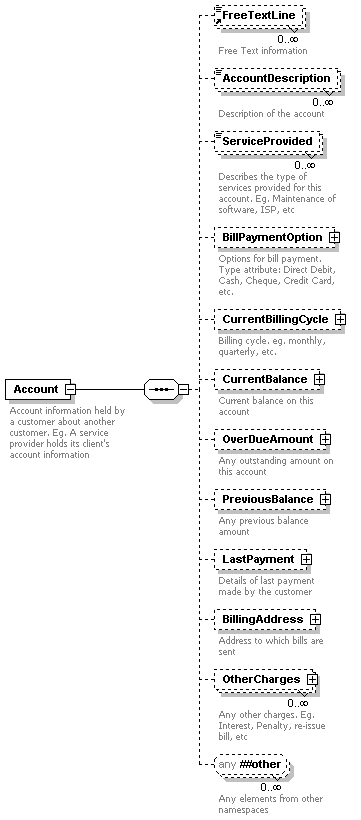 FreeTextLine
0..∞
Free Text information
AccountDescription
0..∞
Description of the account
ServiceProvided
0..∞
Describes the type of
services provided for this
account. Eg. Maintenance of
software, ISP, etc
BillPaymentOption
Options for bill payment.
Type attribute: Direct Debit,
Cash, Cheque, Credit Card,
etc.
CurrentBillingCycle
Billing cycle. eg. monthly,
quarterly, etc.
Account
Account information held by
a customer about another
customer. Eg. A service
provider holds its client's
account information
CurrentBalance
Current balance on this
account
OverDueAmount
Any outstanding amount on
this account
PreviousBalance
Any previous balance
amount
LastPayment
Details of last payment
made by the customer
BillingAddress
Address to which bills are
sent
OtherCharges
0..∞
Any other charges. Eg.
Interest, Penalty, re-issue
bill, etc
any ##other
0..∞
Any elements from other
namespaces